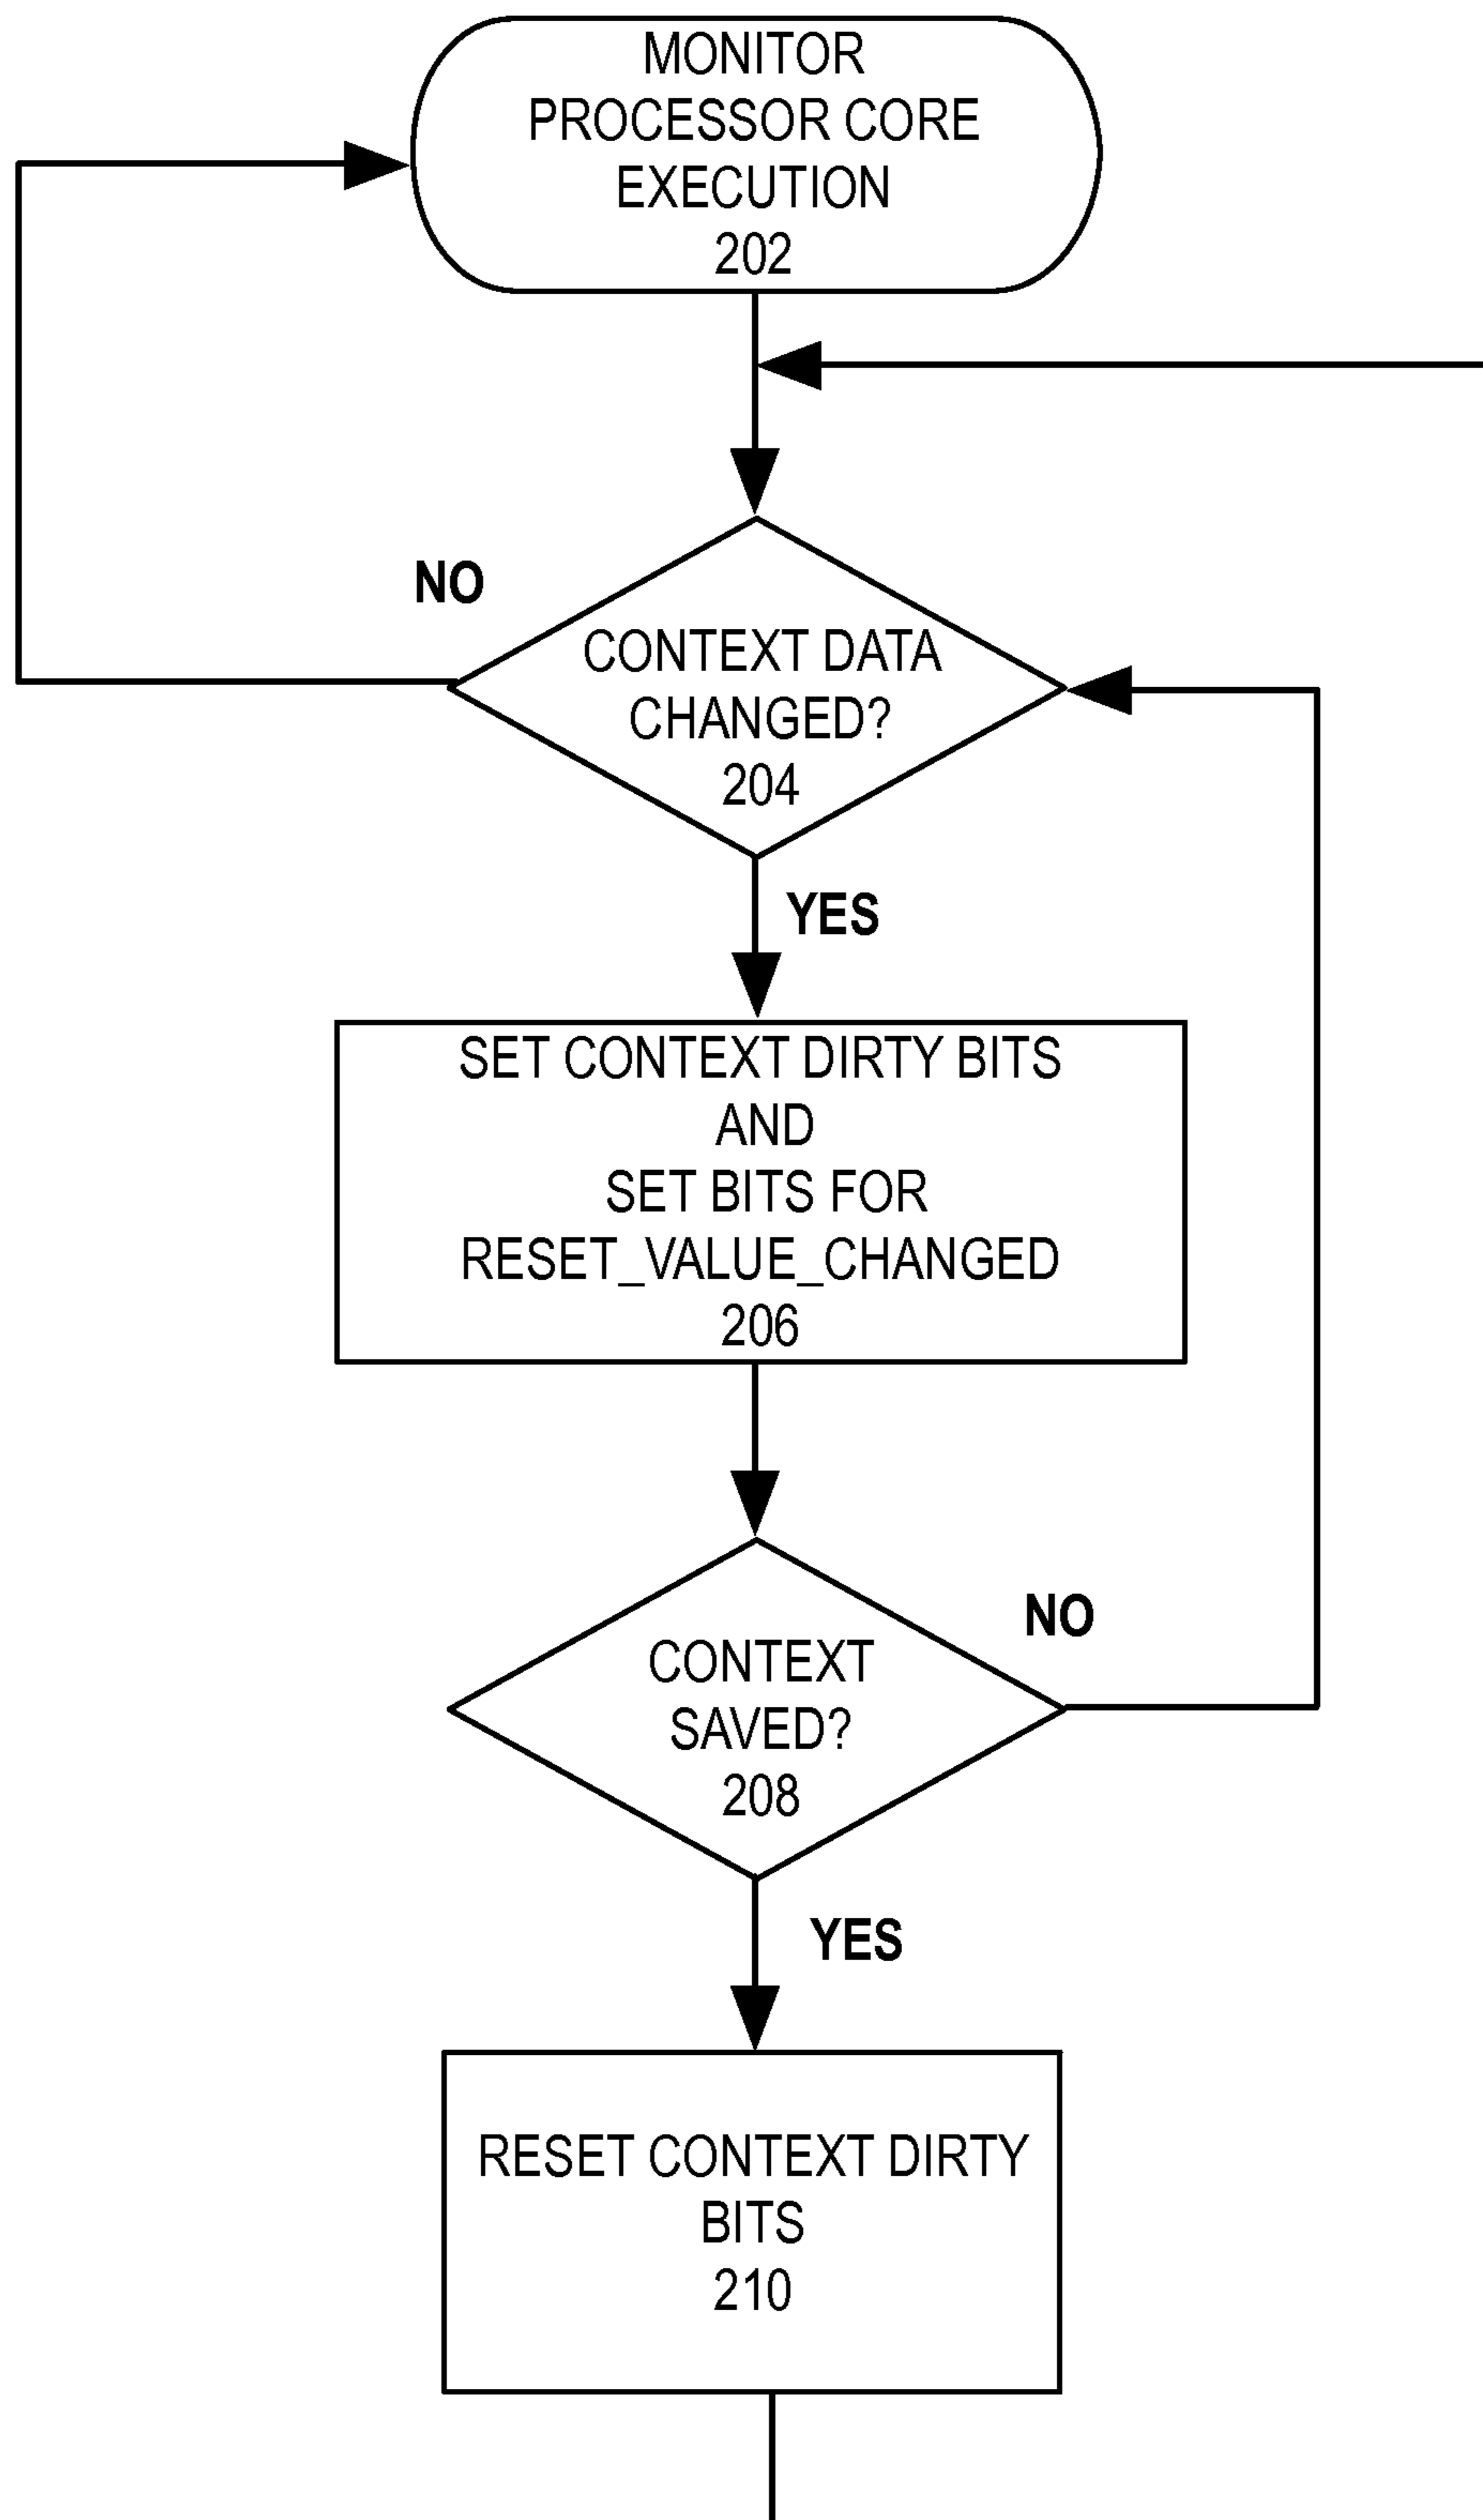 MONITOR
PROCESSOR CORE
EXECUTION
202
NO
CONTEXT DATA
CHANGED?
204
YES
SET CONTEXT DIRTY BITS
AND
SET BITS FOR
RESET_VALUE_CHANGED
206
NO
CONTEXT
SAVED?
208
YES
RESET CONTEXT DIRTY
BITS
210